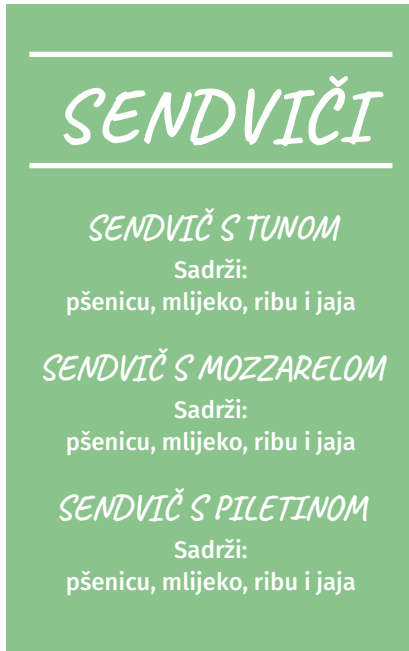 SENDVIČI
SENDVIČ S TUNOM
Sadrži:
pšenicu, mlijeko, ribu i jaja
SENDVIČ S MOZZARELOM
Sadrži:
pšenicu, mlijeko, ribu i jaja
SENDVIČ S PILETINOM
Sadrži:
pšenicu, mlijeko, ribu i jaja